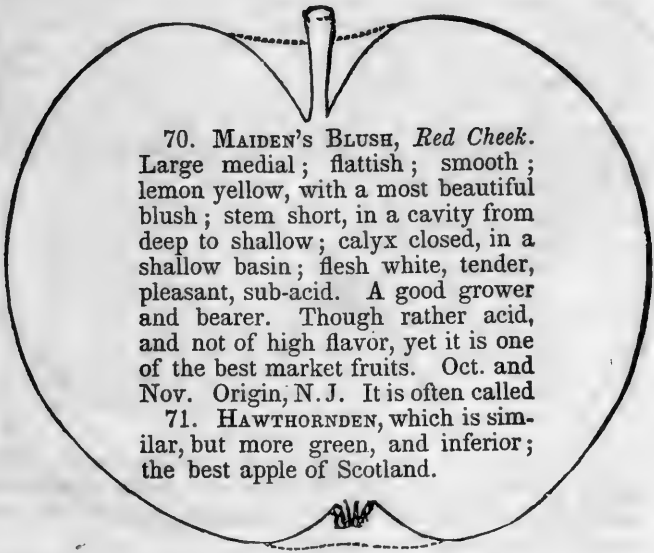 70. Maiden's Blush, Red Cheek.
Large medial; flattish; smooth;
lemon yellow, with a most beautiful
blush; stem short, in a cavity from
deep to shallow; calyx closed, in a
shallow basin; flesh white, tender,
pleasant, sub-acid. A good grower
and bearer. Though rather acid,
and not of high flavor, yet it is one
of the best market fruits. Oct. and
Nov. Origin, N. J. It is often called
71. Hawthornden, which is sim-
ilar, but more green, and inferior;
the best apple of Scotland.